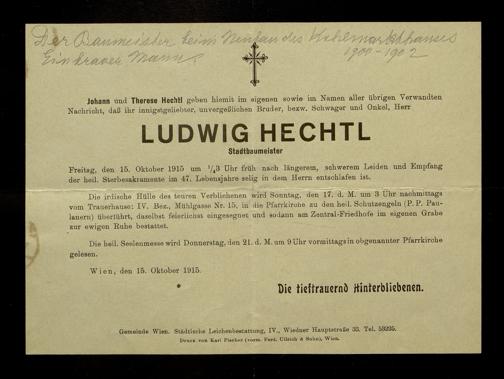 Der Baumeister beim Neubau des Hohemarkthauses
Ein braver Mann
1900-1902
Johann und Therese Hechtl geben hiemit im eigenen sowie im Namen aller übrigen Verwandten
Nachricht, daß ihr innigstgeliebter, unvergeßlichen Bruder, bezw. Schwager und Onkel, Herr
LUDWIG HECHTL
Stadtbaumeister
Freitag, den 15. Oktober 1915 um ½3 Uhr früh nach längerem, schwerem Leiden und Empfang
der heil. Sterbesakramente im 47. Lebensjahre selig in dem Herrn entschlafen ist.
Die irdische Hülle des teuren Verblichenen wird Sonntag, den 17. d. M. um 3 Uhr nachmittags
vom Trauerhause: IV. Bez., Mühlgasse Nr. 15, in die Pfarrkirche zu den heil. Schutzengeln (P. P. Pau-
lanern) überführt, daselbst feierlichst eingesegnet und sodann am Zentral-Friedhofe im eigenen Grabe
zur ewigen Ruhe bestattet.
Die heil. Seelenmesse wird Donnerstag, den 21. d. M. um 9 Uhr vormittags in obgenannter Pfarrkirche
gelesen.
Wien, den 15. Oktober 1915.
Die tieftrauernd Hinterbliebenen.
Gemeinde Wien. Städtische Leichenbestattung, IV., Wiedner Hauptstraße 33. Tel. 53295.
Druck von Karl Fischer (vorm. Ferd. Ullrich & Sohn), Wien.